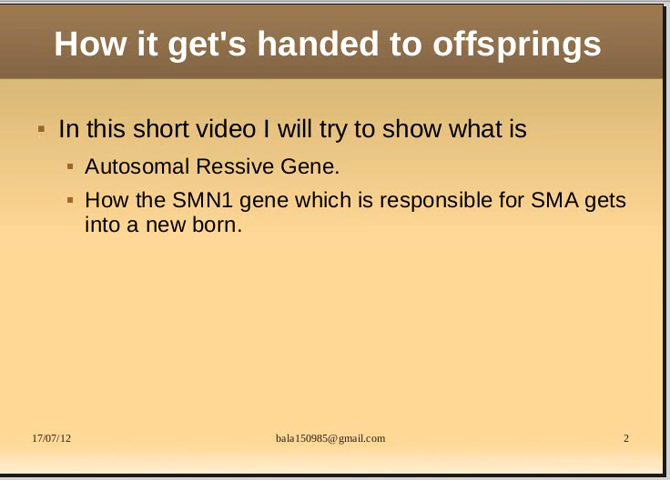 How it get's handed to offsprings
In this short video I will try to show what is
Autosomal Ressive Gene.
How the SMN1 gene which is responsible for SMA gets
into a new born.
17/07/12
bala150985@gmail.com
2